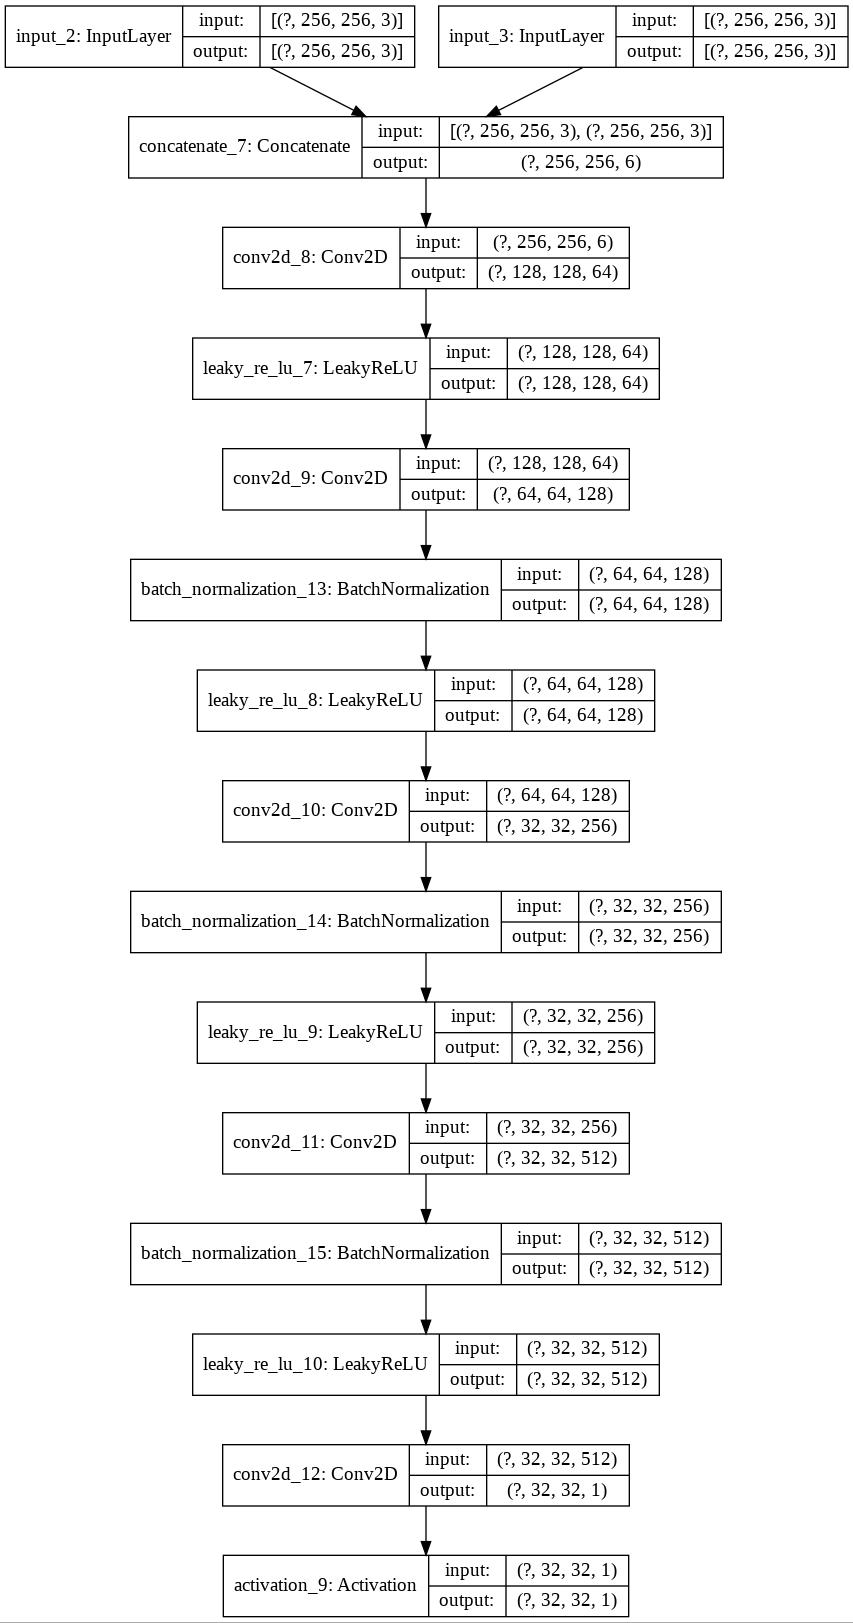 input_2: InputLayer
input: [(?, 256, 256, 3)]
output: [(?, 256, 256, 3)]
input_3: InputLayer
input: [(?, 256, 256, 3)]
output: [(?, 256, 256, 3)]
concatenate_7: Concatenate
input: [(?, 256, 256, 3), (?, 256, 256, 3)]
output: (?, 256, 256, 6)
conv2d_8: Conv2D
input: (?, 256, 256, 6)
output: (?, 128, 128, 64)
leaky_re_lu_7: LeakyReLU
input: (?, 128, 128, 64)
output: (?, 128, 128, 64)
conv2d_9: Conv2D
input: (?, 128, 128, 64)
output: (?, 64, 64, 128)
batch_normalization_13: BatchNormalization
input: (?, 64, 64, 128)
output: (?, 64, 64, 128)
leaky_re_lu_8: LeakyReLU
input: (?, 64, 64, 128)
output: (?, 64, 64, 128)
conv2d_10: Conv2D
input: (?, 64, 64, 128)
output: (?, 32, 32, 256)
batch_normalization_14: BatchNormalization
input: (?, 32, 32, 256)
output: (?, 32, 32, 256)
leaky_re_lu_9: LeakyReLU
input: (?, 32, 32, 256)
output: (?, 32, 32, 256)
conv2d_11: Conv2D
input: (?, 32, 32, 256)
output: (?, 32, 32, 512)
batch_normalization_15: BatchNormalization
input: (?, 32, 32, 512)
output: (?, 32, 32, 512)
leaky_re_lu_10: LeakyReLU
input: (?, 32, 32, 512)
output: (?, 32, 32, 512)
conv2d_12: Conv2D
input: (?, 32, 32, 512)
output: (?, 32, 32, 1)
activation_9: Activation
input: (?, 32, 32, 1)
output: (?, 32, 32, 1)